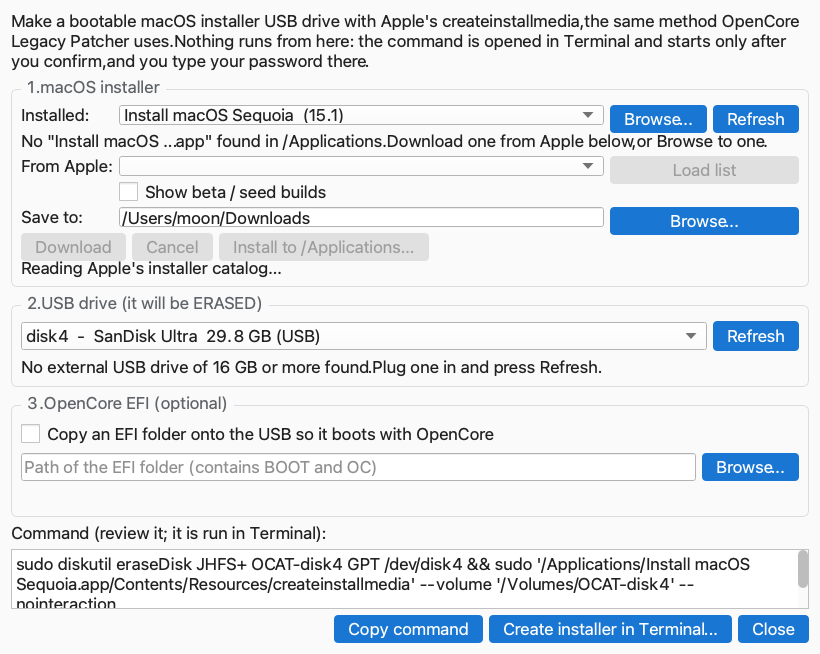 Make a bootable macOS installer USB drive with Apple's createinstallmedia,the same method OpenCore
Legacy Patcher uses.Nothing runs from here: the command is opened in Terminal and starts only after
you confirm,and you type your password there.
1.macOS installer
Installed: Install macOS Sequoia (15.1) Browse... Refresh
No "Install macOS ...app" found in /Applications.Download one from Apple below,or Browse to one.
From Apple: Load list
Show beta / seed builds
Save to: /Users/moon/Downloads Browse...
Download Cancel Install to /Applications...
Reading Apple's installer catalog...
2.USB drive (it will be ERASED)
disk4 - SanDisk Ultra 29.8 GB (USB) Refresh
No external USB drive of 16 GB or more found.Plug one in and press Refresh.
3.OpenCore EFI (optional)
Copy an EFI folder onto the USB so it boots with OpenCore
Path of the EFI folder (contains BOOT and OC) Browse...
Command (review it; it is run in Terminal):
sudo diskutil eraseDisk JHFS+ OCAT-disk4 GPT /dev/disk4 && sudo '/Applications/Install macOS
Sequoia.app/Contents/Resources/createinstallmedia' --volume '/Volumes/OCAT-disk4' --
nointeraction
Copy command Create installer in Terminal... Close